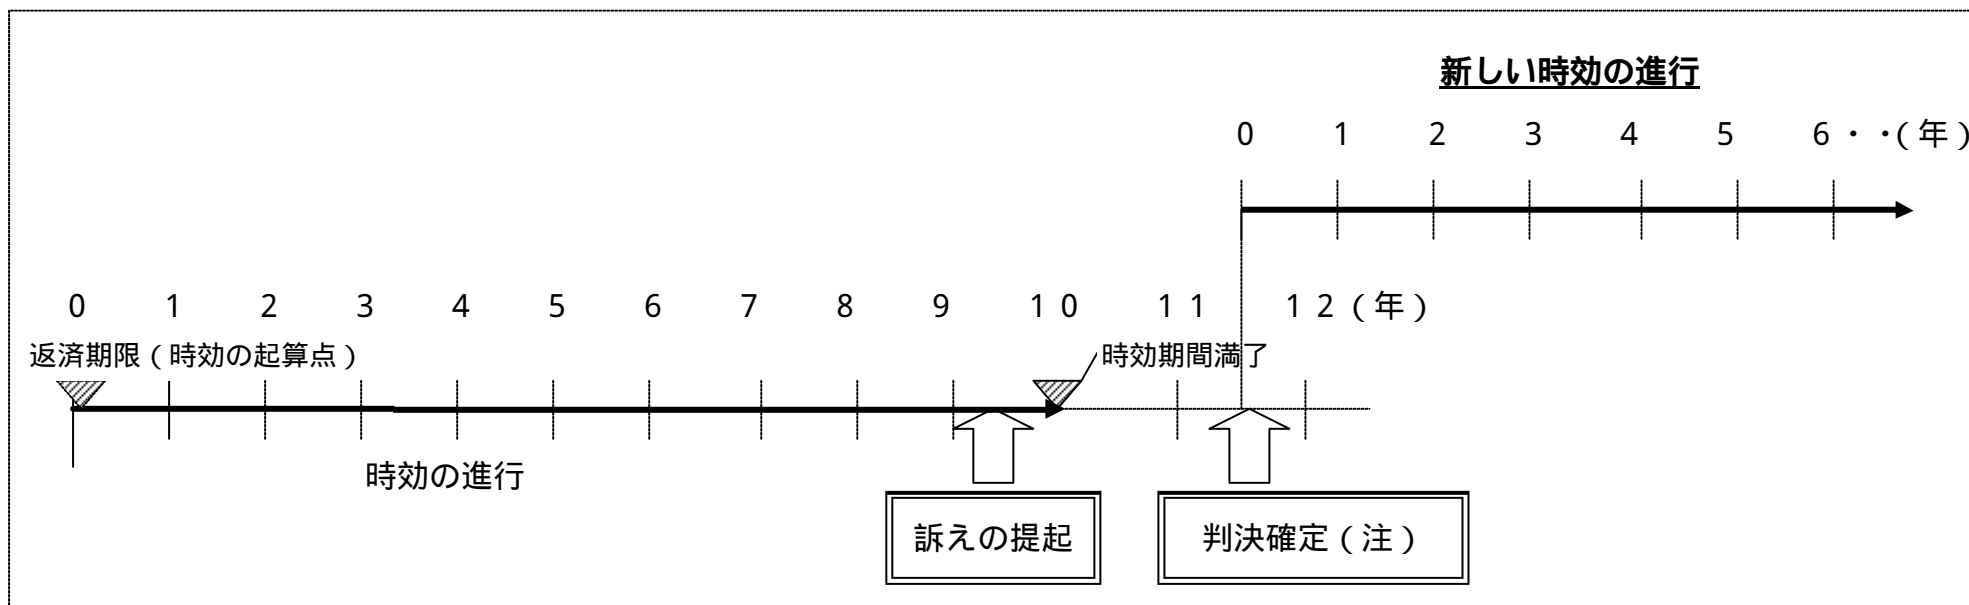 新しい時効の進行
0 1 2 3 4 5 6・・(年)
0 1 2 3 4 5 6 7 8 9 10 11 12(年)
返済期限(時効の起算点)
時効期間満了
時効の進行
訴えの提起
判決確定(注)